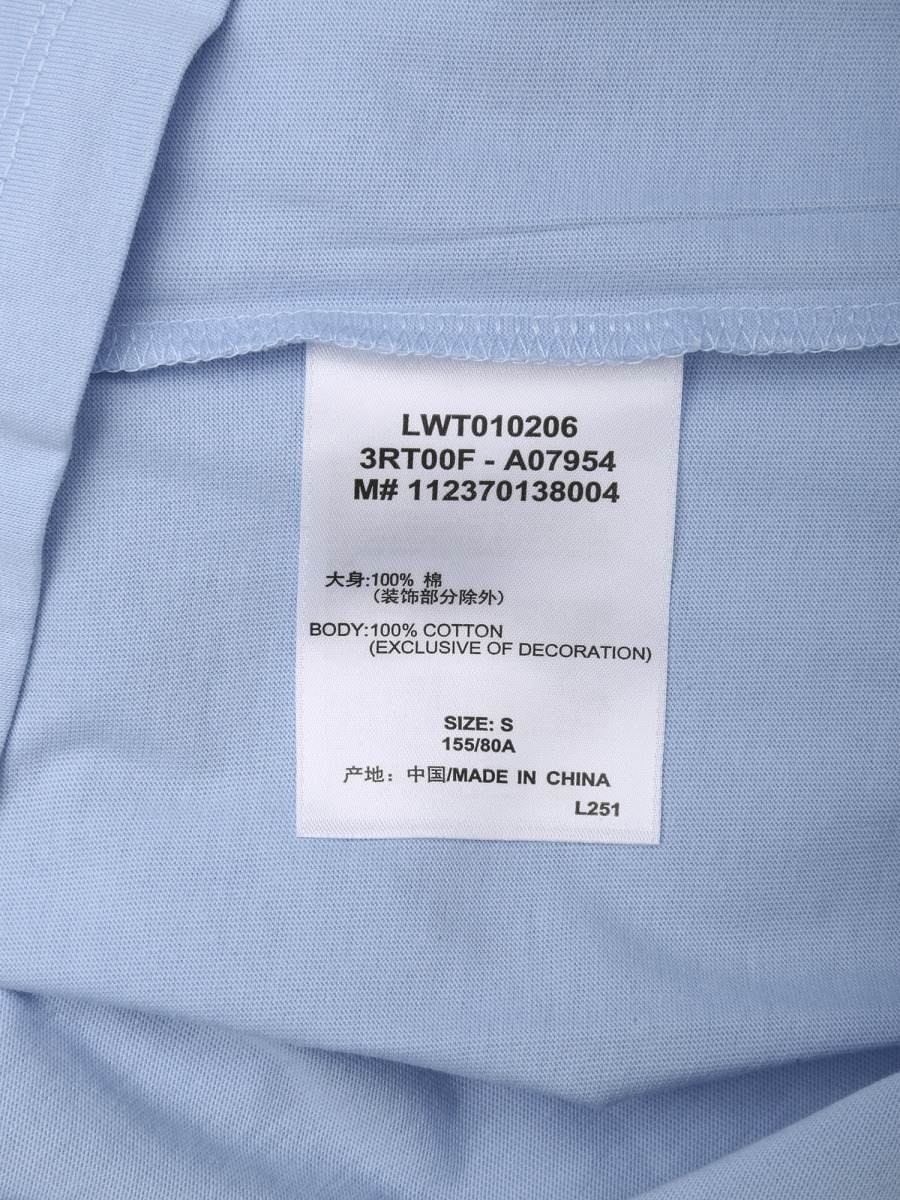 LWT010206
3RT00F - A07954
M# 112370138004
大身:100% 棉
(装饰部分除外)
BODY:100% COTTON
(EXCLUSIVE OF DECORATION)
SIZE: S
155/80A
产地：中国/MADE IN CHINA
L251